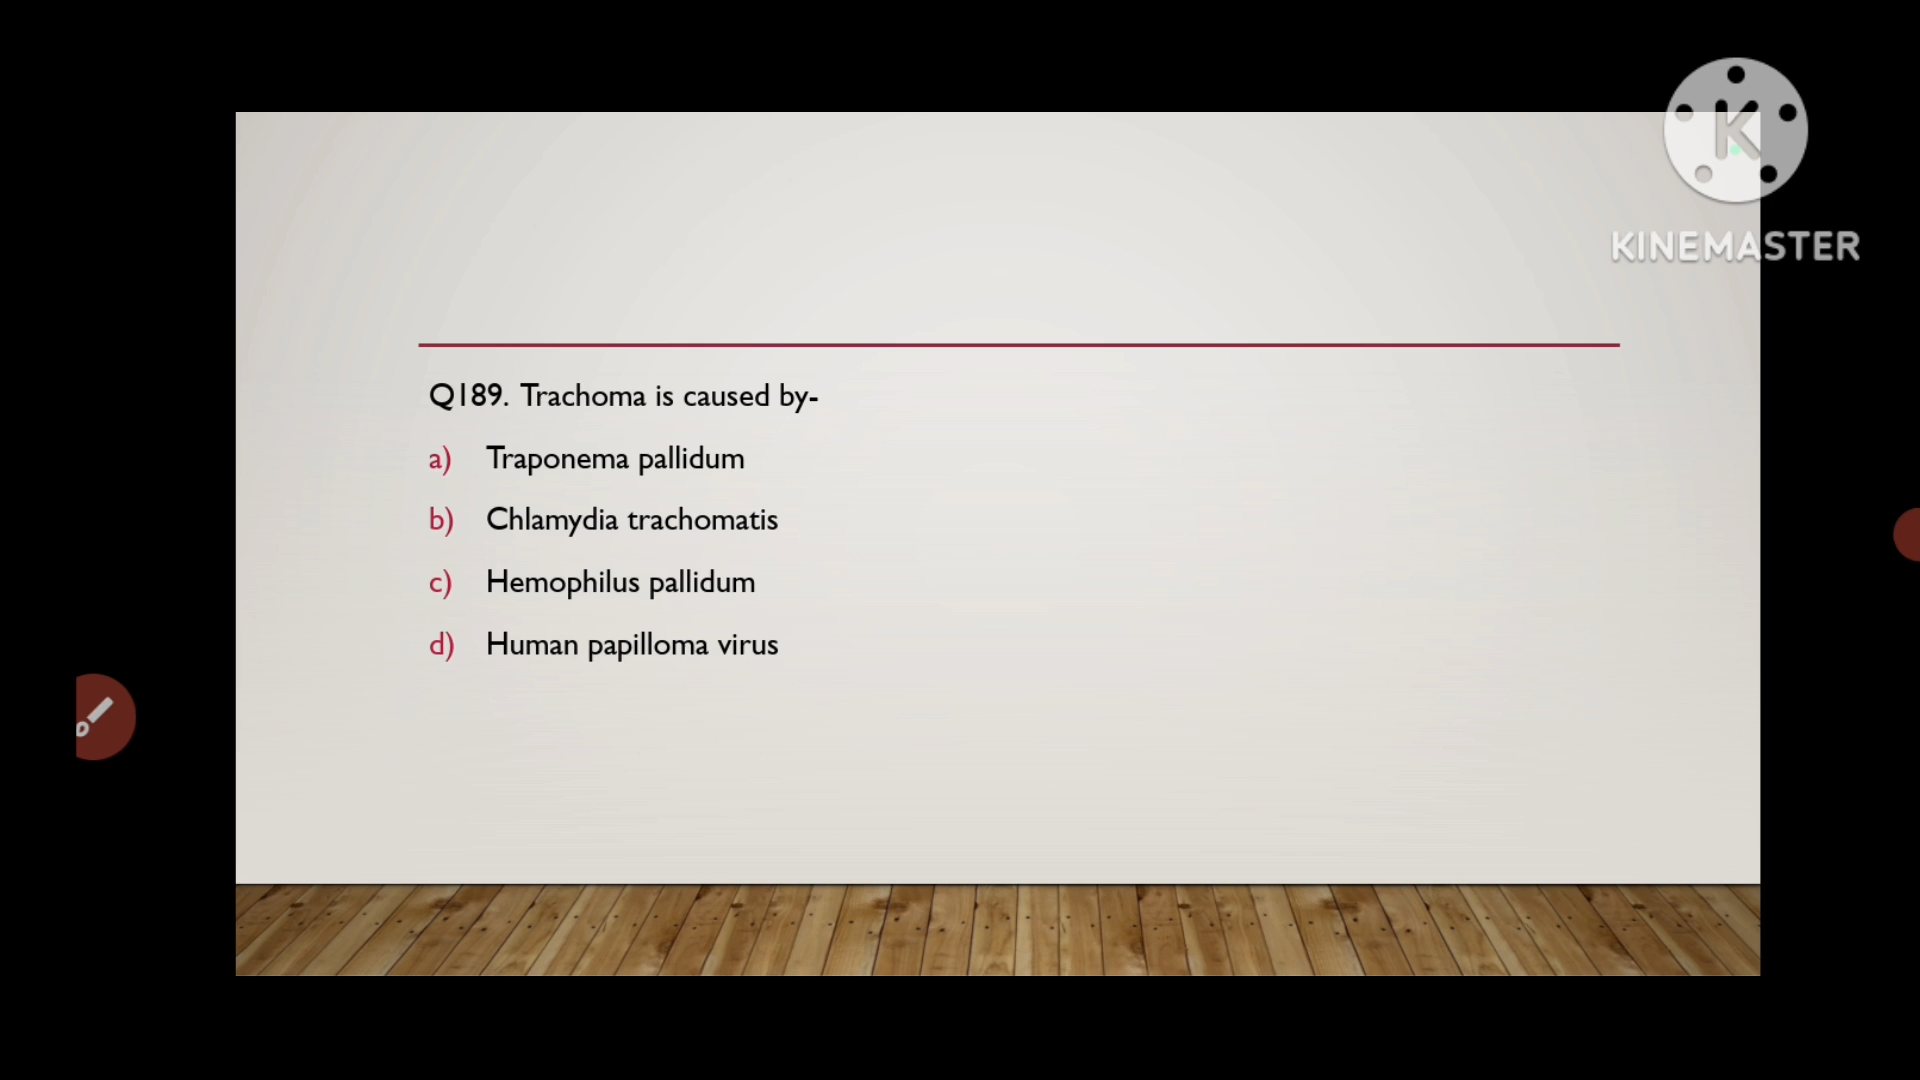 KINEMASTER
Q189. Trachoma is caused by-
a) Traponema pallidum
b) Chlamydia trachomatis
c) Hemophilus pallidum
d) Human papilloma virus